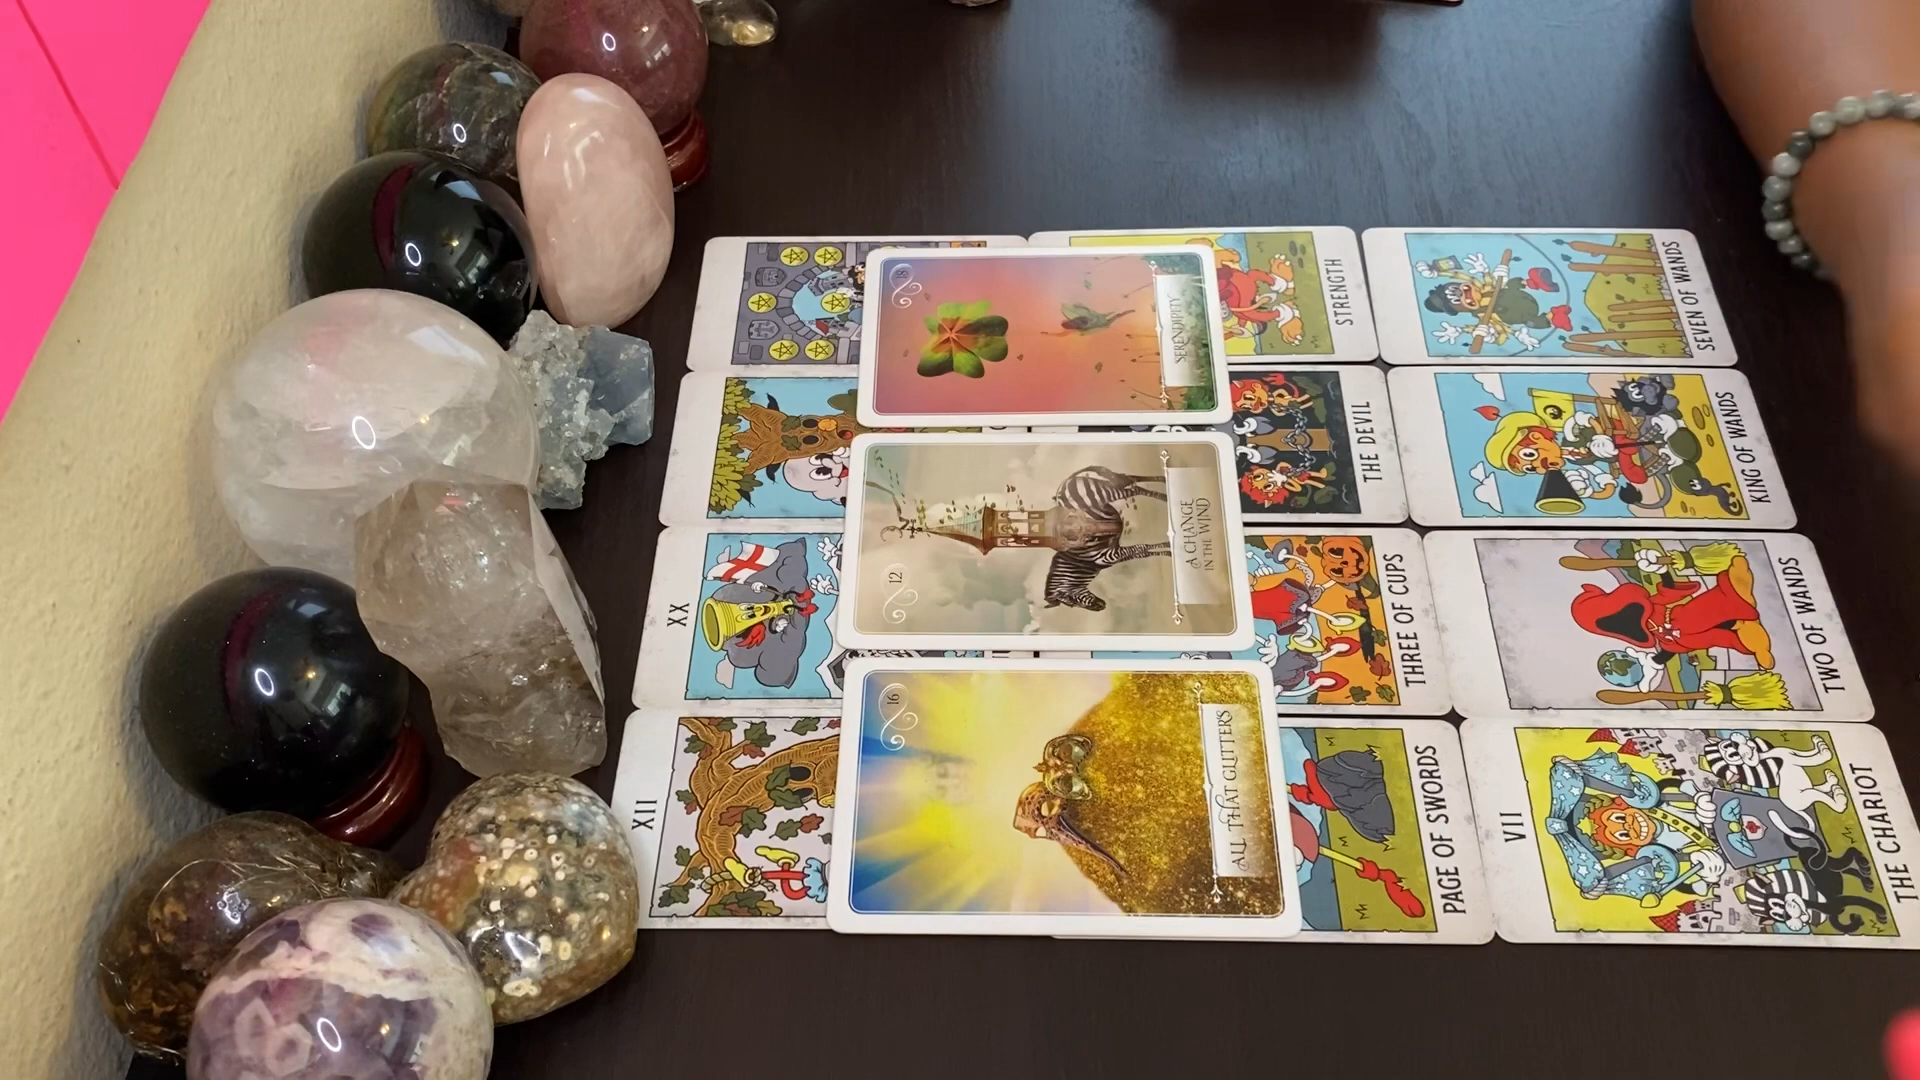 18
SERENDIPITY
STRENGTH
SEVEN OF WANDS
THE DEVIL
KING OF WANDS
12
A CHANGE
IN THE WIND
XX
THREE OF CUPS
TWO OF WANDS
16
ALL THAT GLITTERS
XII
PAGE OF SWORDS
VII
THE CHARIOT